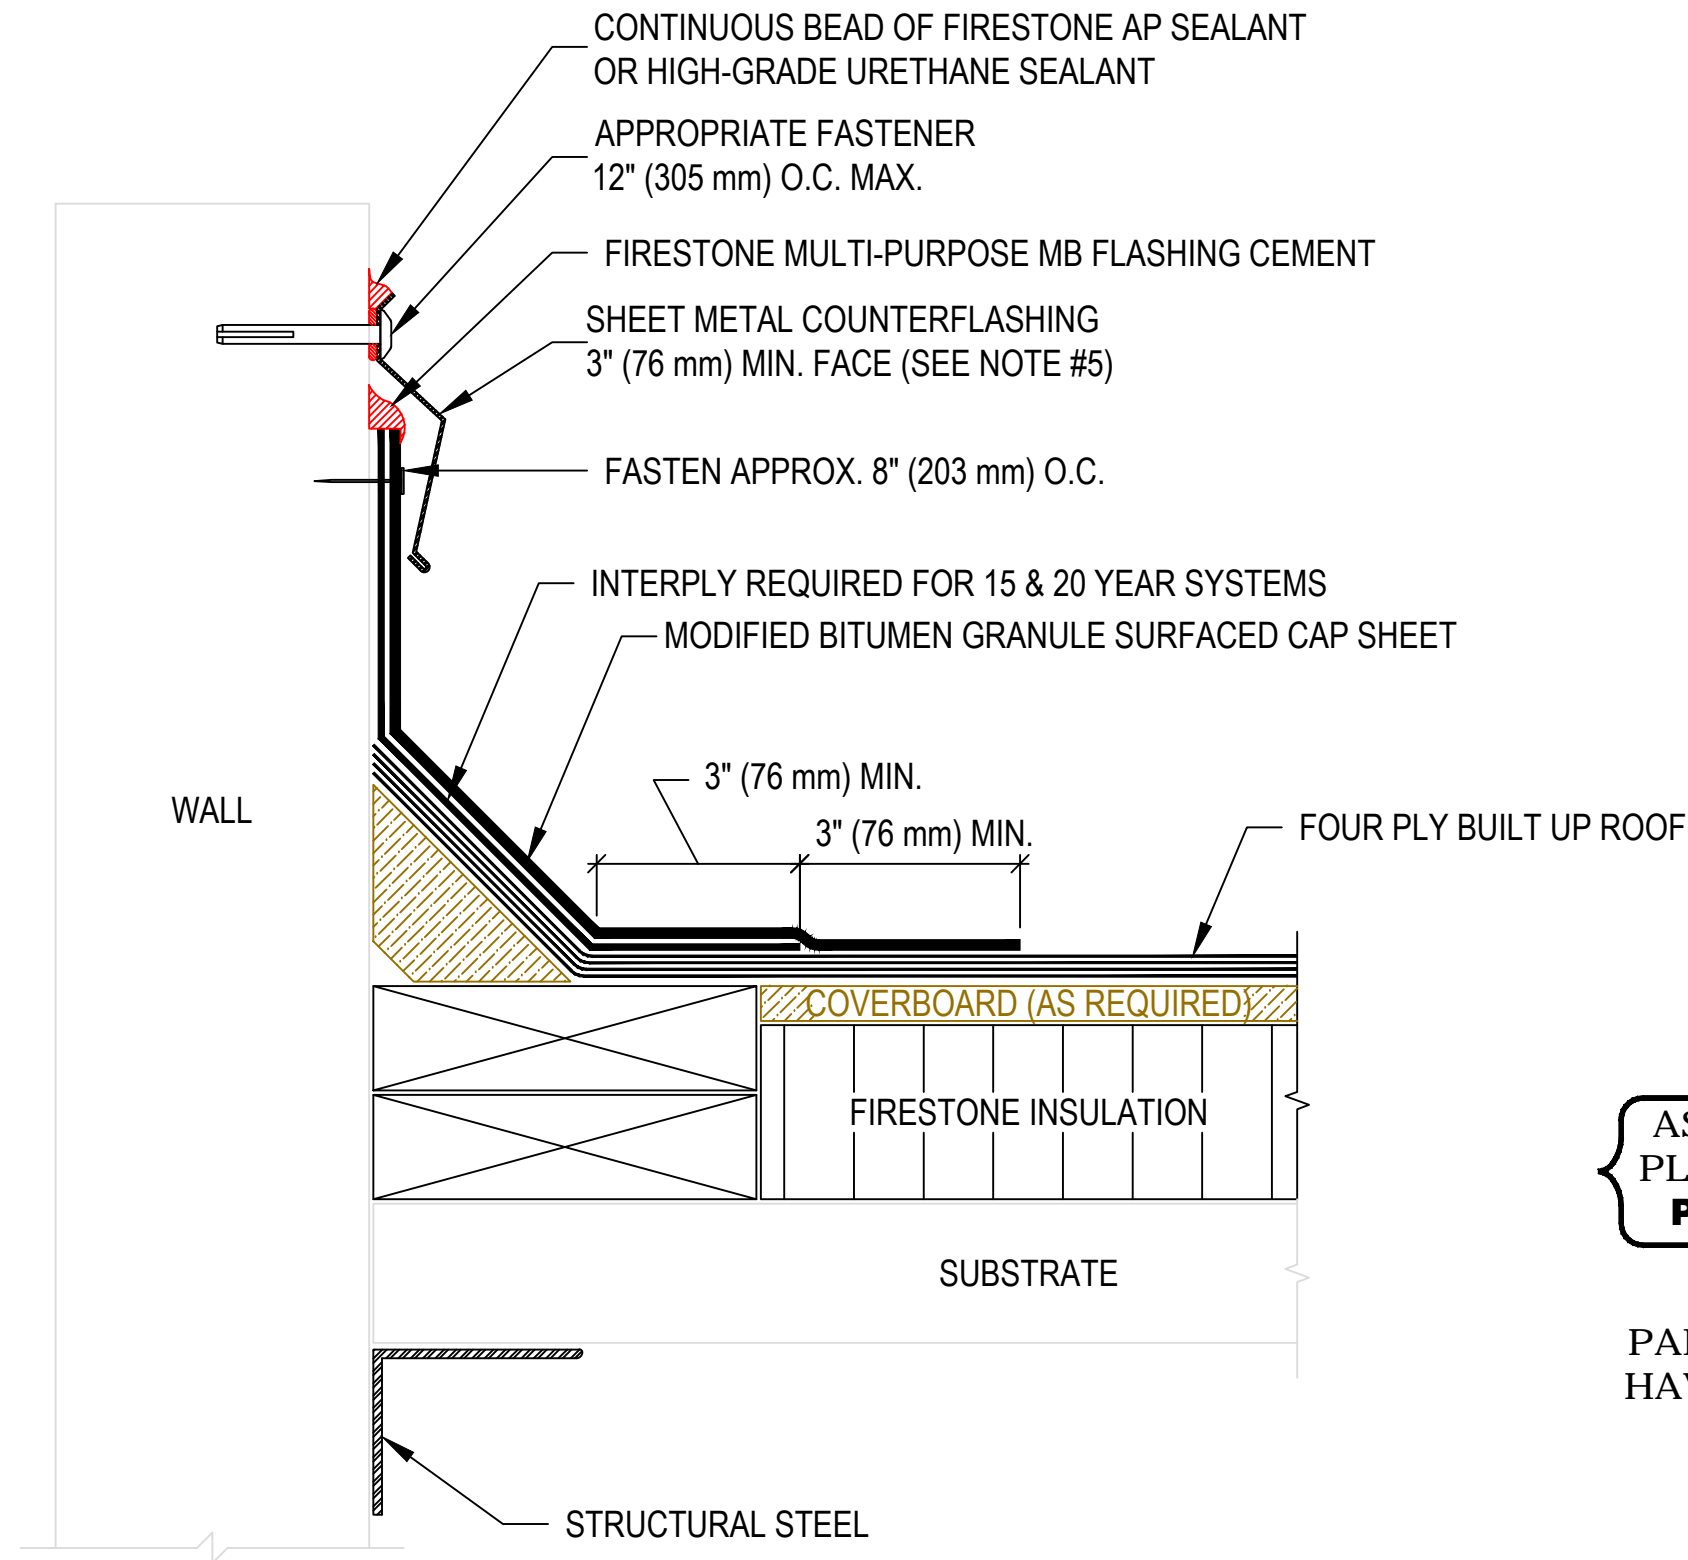 CONTINUOUS BEAD OF FIRESTONE AP SEALANT
OR HIGH-GRADE URETHANE SEALANT
APPROPRIATE FASTENER
12" (305 mm) O.C. MAX.
FIRESTONE MULTI-PURPOSE MB FLASHING CEMENT
SHEET METAL COUNTERFLASHING
3" (76 mm) MIN. FACE (SEE NOTE #5)
FASTEN APPROX. 8" (203 mm) O.C.
INTERPLY REQUIRED FOR 15 & 20 YEAR SYSTEMS
MODIFIED BITUMEN GRANULE SURFACED CAP SHEET
3" (76 mm) MIN.
3" (76 mm) MIN.
WALL
FOUR PLY BUILT UP ROOF
COVERBOARD (AS REQUIRED)
FIRESTONE INSULATION
SUBSTRATE
STRUCTURAL STEEL